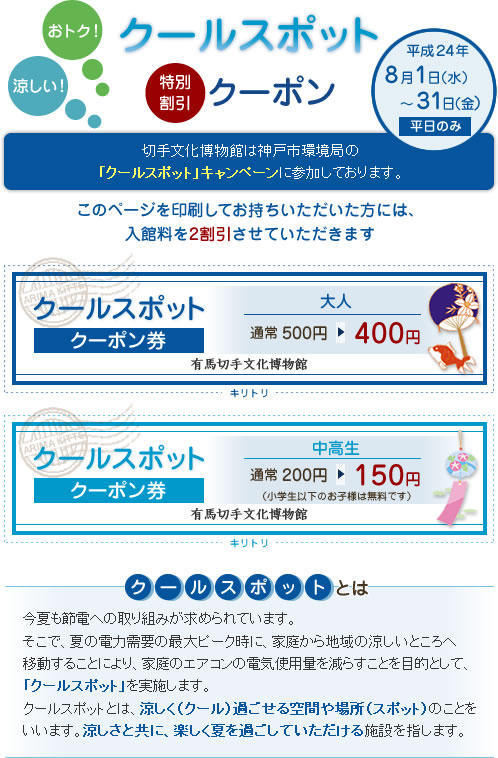 おトク!
涼しい!
クールスポット
特別
割引
クーポン
平成24年
8月1日(水)
～31日(金)
平日のみ
切手文化博物館は神戸市環境局の
「クールスポット」キャンペーンに参加しております。
このページを印刷してお持ちいただいた方には、
入館料を2割引させていただきます
クールスポット
クーポン券
大人
通常 500円 400円
有馬切手文化博物館
キリトリ
クールスポット
クーポン券
中高生
通常 200円 150円
(小学生以下のお子様は無料です)
有馬切手文化博物館
キリトリ
クールスポットとは
今夏も節電への取り組みが求められています。
そこで、夏の電力需要の最大ピーク時に、家庭から地域の涼しいところへ
移動することにより、家庭のエアコンの電気使用量を減らすことを目的として、
「クールスポット」を実施します。
クールスポットとは、涼しく(クール)過ごせる空間や場所(スポット)のことを
いいます。涼しさと共に、楽しく夏を過ごしていただける施設を指します。